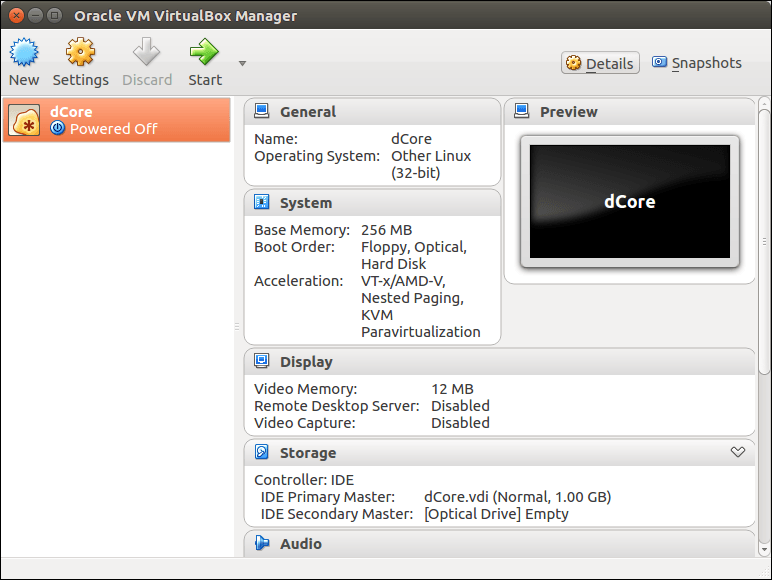 Oracle VM VirtualBox Manager
New Settings Discard Start
Details Snapshots
dCore
Powered Off
General
Name: dCore
Operating System: Other Linux
(32-bit)
System
Base Memory: 256 MB
Boot Order: Floppy, Optical,
Hard Disk
Acceleration: VT-x/AMD-V,
Nested Paging,
KVM
Paravirtualization
Preview
dCore
Display
Video Memory: 12 MB
Remote Desktop Server: Disabled
Video Capture: Disabled
Storage
Controller: IDE
IDE Primary Master: dCore.vdi (Normal, 1.00 GB)
IDE Secondary Master: [Optical Drive] Empty
Audio